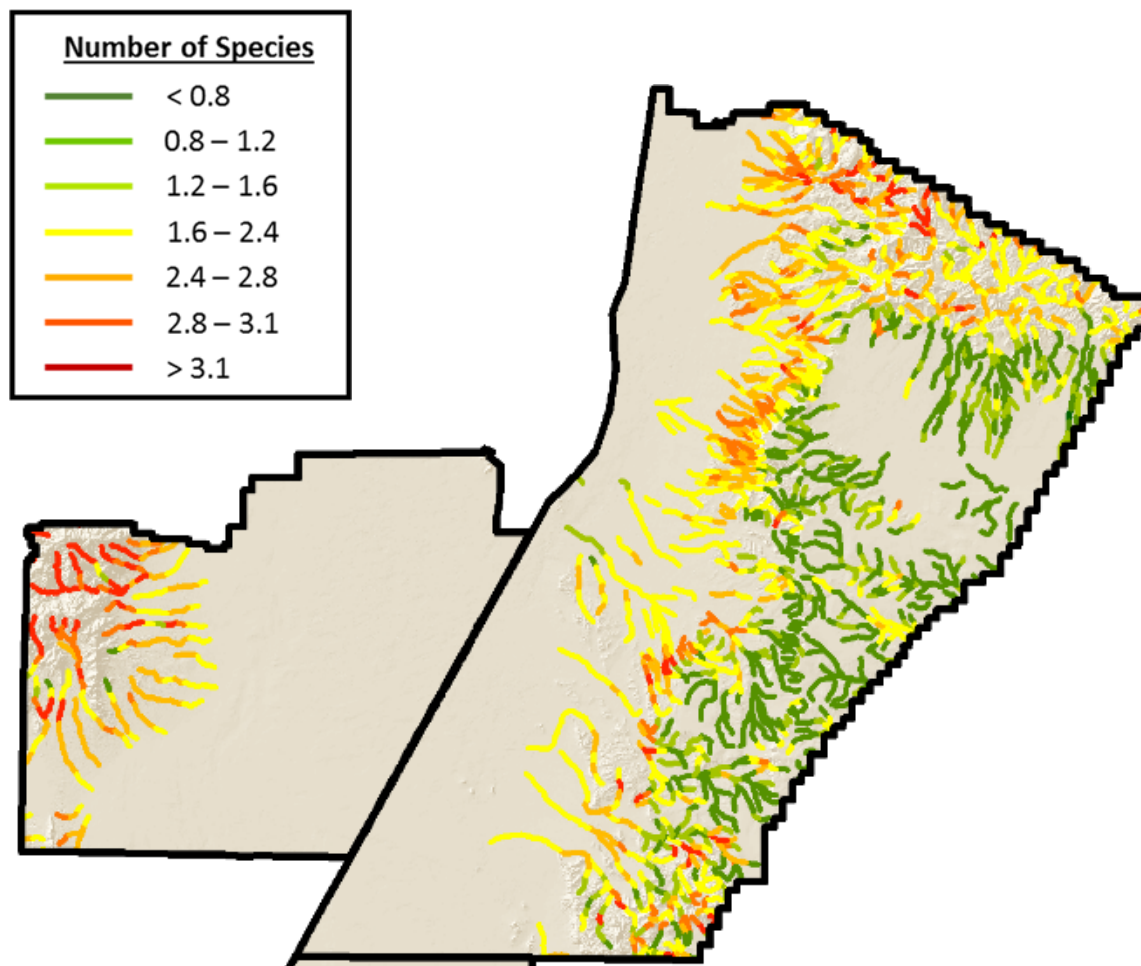 Number of Species
< 0.8
0.8 – 1.2
1.2 – 1.6
1.6 – 2.4
2.4 – 2.8
2.8 – 3.1
> 3.1